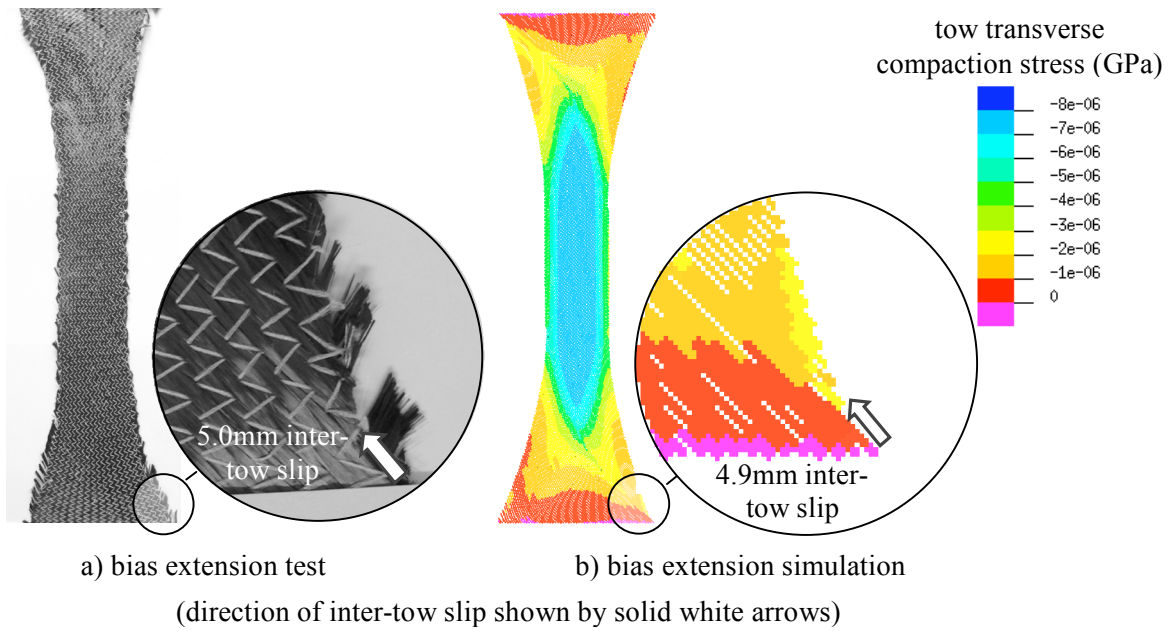 tow transverse
compaction stress (GPa)
-8e-06
-7e-06
-6e-06
-5e-06
-4e-06
-3e-06
-2e-06
-1e-06
0
5.0mm inter-
tow slip
4.9mm inter-
tow slip
a) bias extension test
b) bias extension simulation
(direction of inter-tow slip shown by solid white arrows)